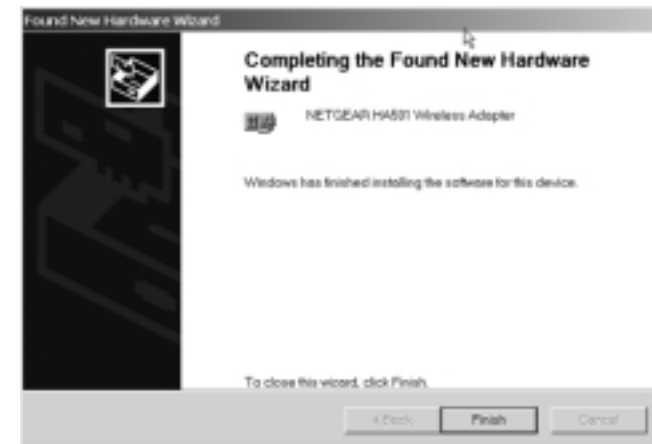 Found New Hardware Wizard
Completing the Found New Hardware
Wizard
NETGEAR HA501 Wireless Adapter
Windows has finished installing the software for this device.
To close this wizard, click Finish.
< Back
Finish
Cancel